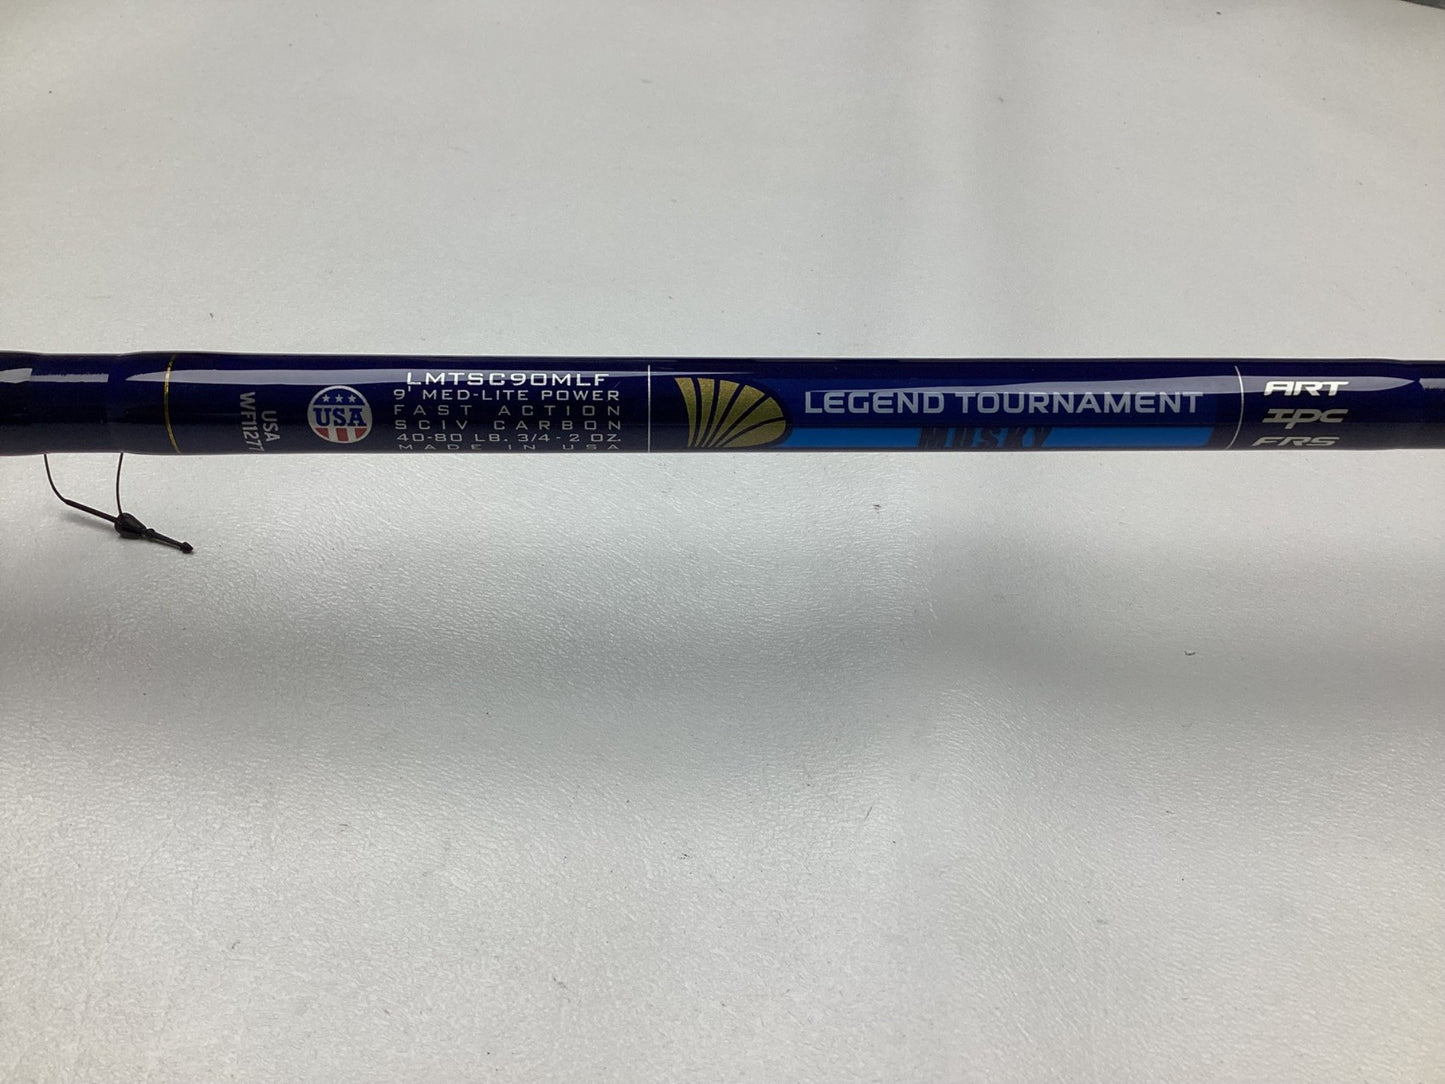 USA
WF11277
USA
LMTSC90MLF
9' MED-LITE POWER
FAST ACTION
SCIV CARBON
40-80 LB. 3/4 - 2 OZ.
MADE IN USA
LEGEND TOURNAMENT
MUSKY
ART
IPC
FRS